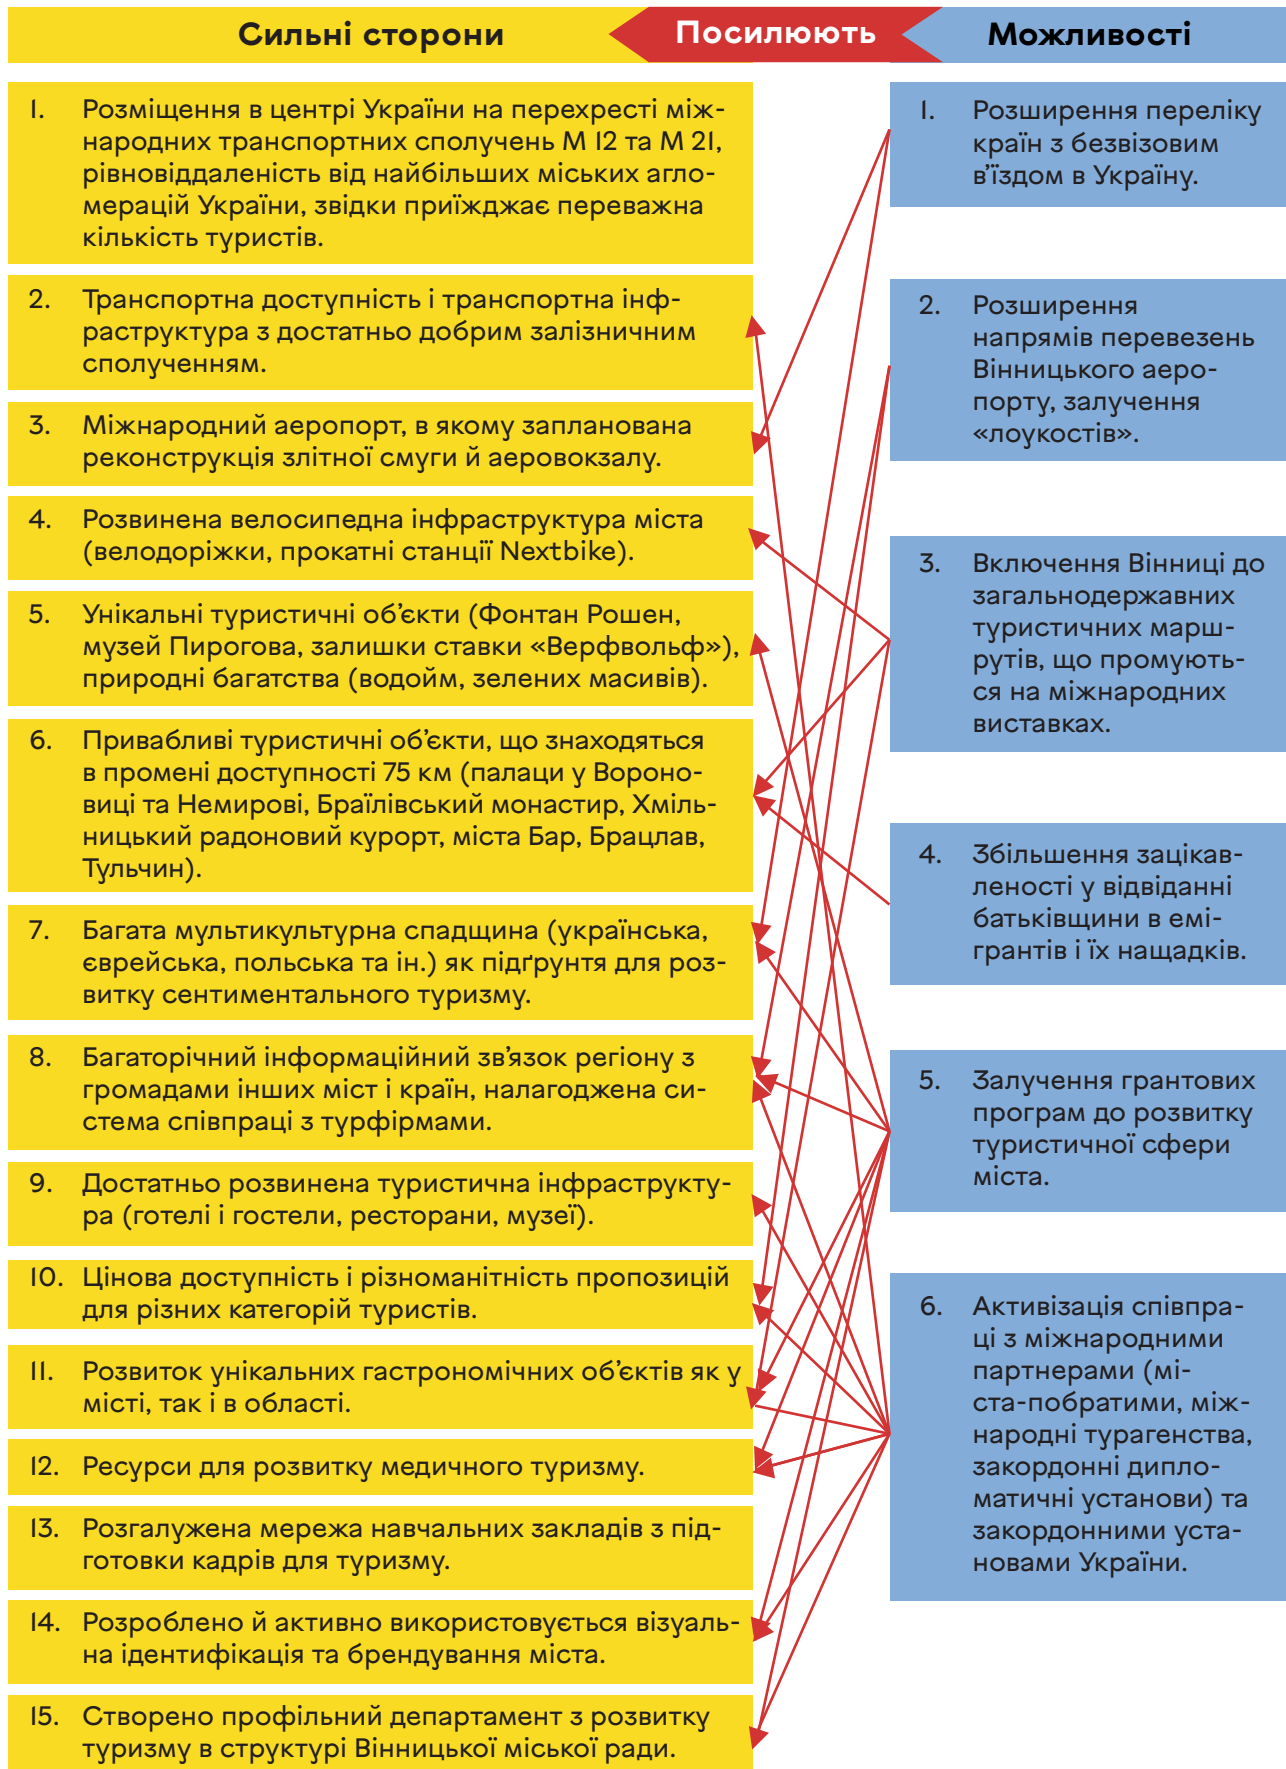 Сильні сторони
Посилюють
Можливості
1. Розміщення в центрі України на перехресті між-
народних транспортних сполучень М 12 та М 21,
рівновіддаленість від найбільших міських агло-
мерацій України, звідки приїжджає переважна
кількість туристів.
2. Транспортна доступність і транспортна інф-
раструктура з достатньо добрим залізничним
сполученням.
3. Міжнародний аеропорт, в якому запланована
реконструкція злітної смуги й аеровокзалу.
4. Розвинена велосипедна інфраструктура міста
(велодоріжки, прокатні станції Nextbike).
5. Унікальні туристичні об’єкти (Фонтан Рошен,
музей Пирогова, залишки ставки «Верфвольф»),
природні багатства (водойм, зелених масивів).
6. Привабливі туристичні об’єкти, що знаходяться
в промені доступності 75 км (палаци у Вороно-
виці та Немирові, Браїлівський монастир, Хміль-
ницький радоновий курорт, міста Бар, Брацлав,
Тульчин).
7. Багата мультикультурна спадщина (українська,
єврейська, польська та ін.) як підґрунтя для роз-
витку сентиментального туризму.
8. Багаторічний інформаційний зв’язок регіону з
громадами інших міст і країн, налагоджена си-
стема співпраці з турфірмами.
9. Достатньо розвинена туристична інфраструкту-
ра (готелі і гостели, ресторани, музеї).
10. Цінова доступність і різноманітність пропозицій
для різних категорій туристів.
11. Розвиток унікальних гастрономічних об’єктів як у
місті, так і в області.
12. Ресурси для розвитку медичного туризму.
13. Розгалужена мережа навчальних закладів з під-
готовки кадрів для туризму.
14. Розроблено й активно використовується візуаль-
на ідентифікація та брендування міста.
15. Створено профільний департамент з розвитку
туризму в структурі Вінницької міської ради.
1. Розширення переліку
країн з безвізовим
в’їздом в Україну.
2. Розширення
напрямів перевезень
Вінницького аеро-
порту, залучення
«лоукостів».
3. Включення Вінниці до
загальнодержавних
туристичних марш-
рутів, що промують-
ся на міжнародних
виставках.
4. Збільшення зацікав-
леності у відвіданні
батьківщини в емі-
грантів і їх нащадків.
5. Залучення грантових
програм до розвитку
туристичної сфери
міста.
6. Активізація співпра-
ці з міжнародними
партнерами (мі-
ста-побратими, між-
народні турагенства,
закордонні дипло-
матичні установи) та
закордонними уста-
новами України.